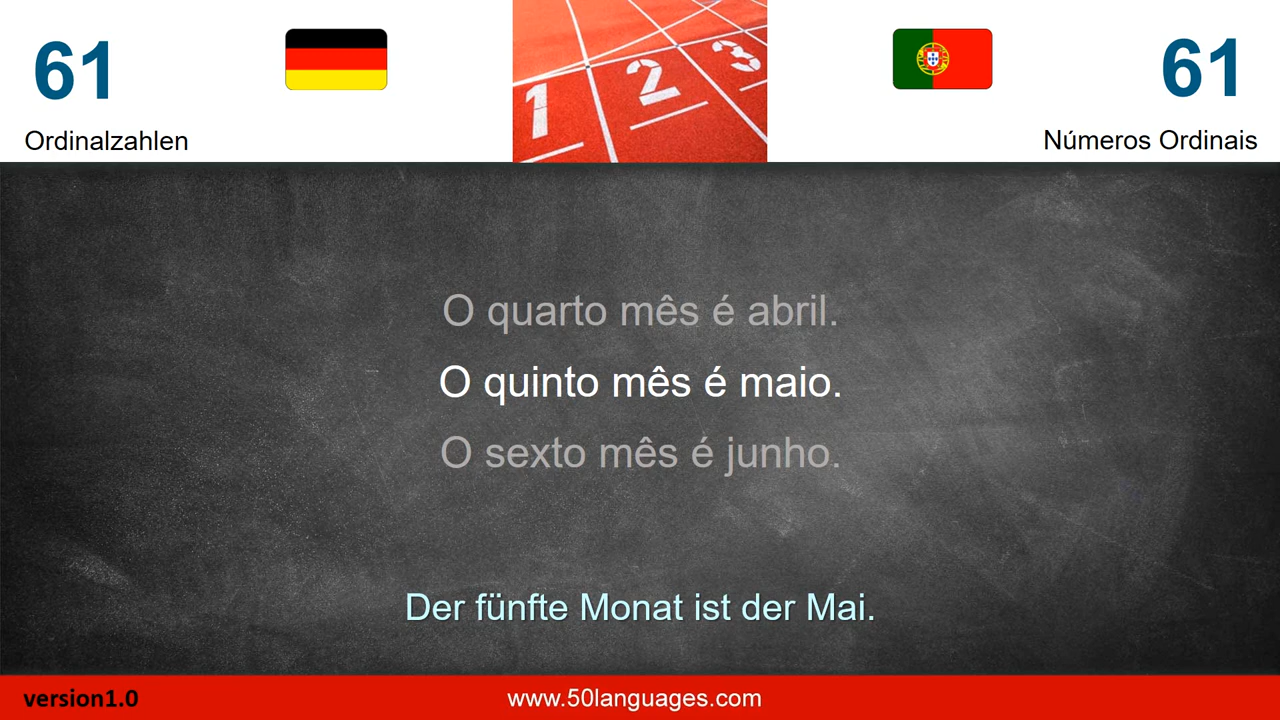 61
61
Ordinalzahlen
Números Ordinais
1 2 3
O quarto mês é abril.
O quinto mês é maio.
O sexto mês é junho.
Der fünfte Monat ist der Mai.
version1.0
www.50languages.com